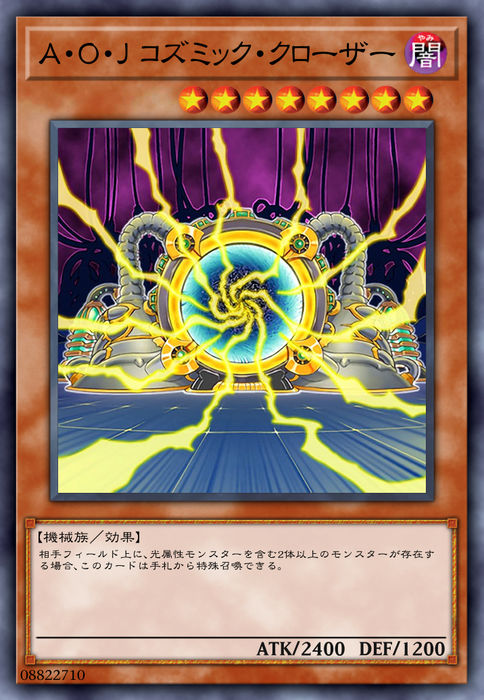 A・O・J コズミック・クローザー
やみ
闇
【機械族／効果】
相手フィールド上に、光属性モンスターを含む2体以上のモンスターが存在す
る場合、このカードは手札から特殊召喚できる。
ATK/2400 DEF/1200
08822710